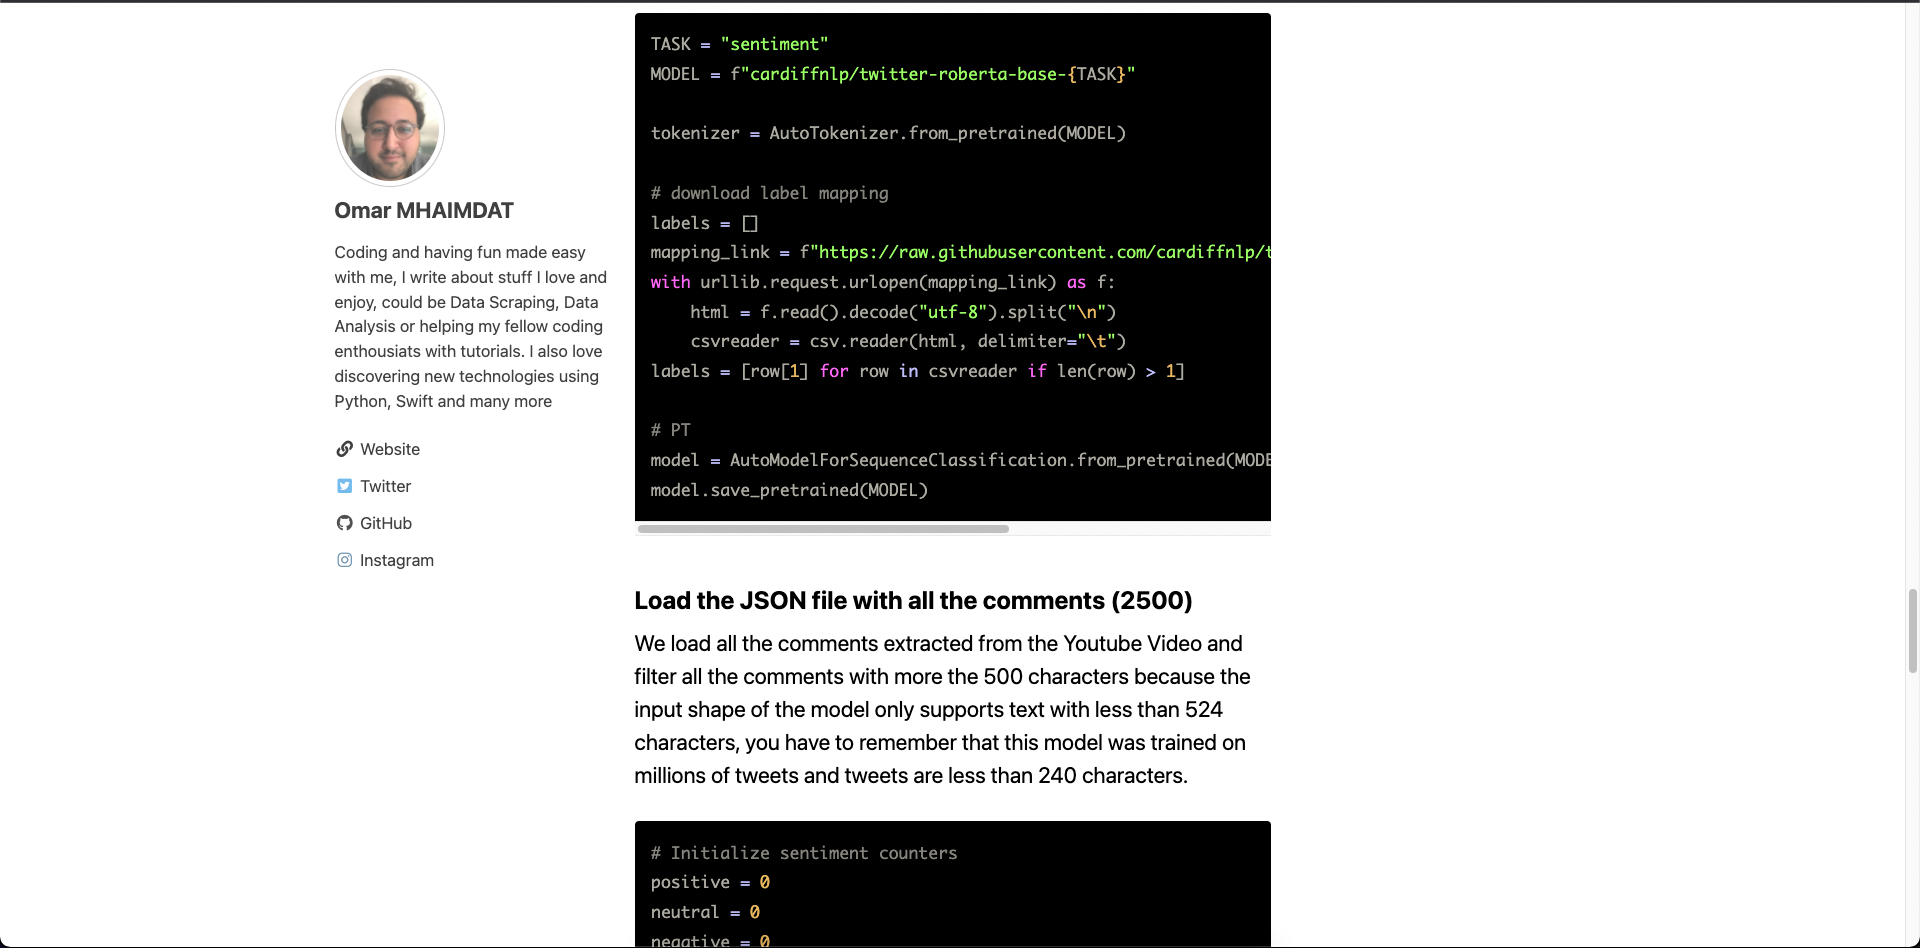 Omar MHAIMDAT
Coding and having fun made easy
with me, I write about stuff I love and
enjoy, could be Data Scraping, Data
Analysis or helping my fellow coding
enthousiats with tutorials. I also love
discovering new technologies using
Python, Swift and many more
Website
Twitter
GitHub
Instagram
TASK = "sentiment"
MODEL = f"cardiffnlp/twitter-roberta-base-{TASK}"
tokenizer = AutoTokenizer.from_pretrained(MODEL)
# download label mapping
labels = []
mapping_link = f"https://raw.githubusercontent.com/cardiffnlp/t
with urllib.request.urlopen(mapping_link) as f:
    html = f.read().decode("utf-8").split("\n")
    csvreader = csv.reader(html, delimiter="\t")
labels = [row[1] for row in csvreader if len(row) > 1]
# PT
model = AutoModelForSequenceClassification.from_pretrained(MODE
model.save_pretrained(MODEL)
Load the JSON file with all the comments (2500)
We load all the comments extracted from the Youtube Video and
filter all the comments with more the 500 characters because the
input shape of the model only supports text with less than 524
characters, you have to remember that this model was trained on
millions of tweets and tweets are less than 240 characters.
# Initialize sentiment counters
positive = 0
neutral = 0
negative = 0